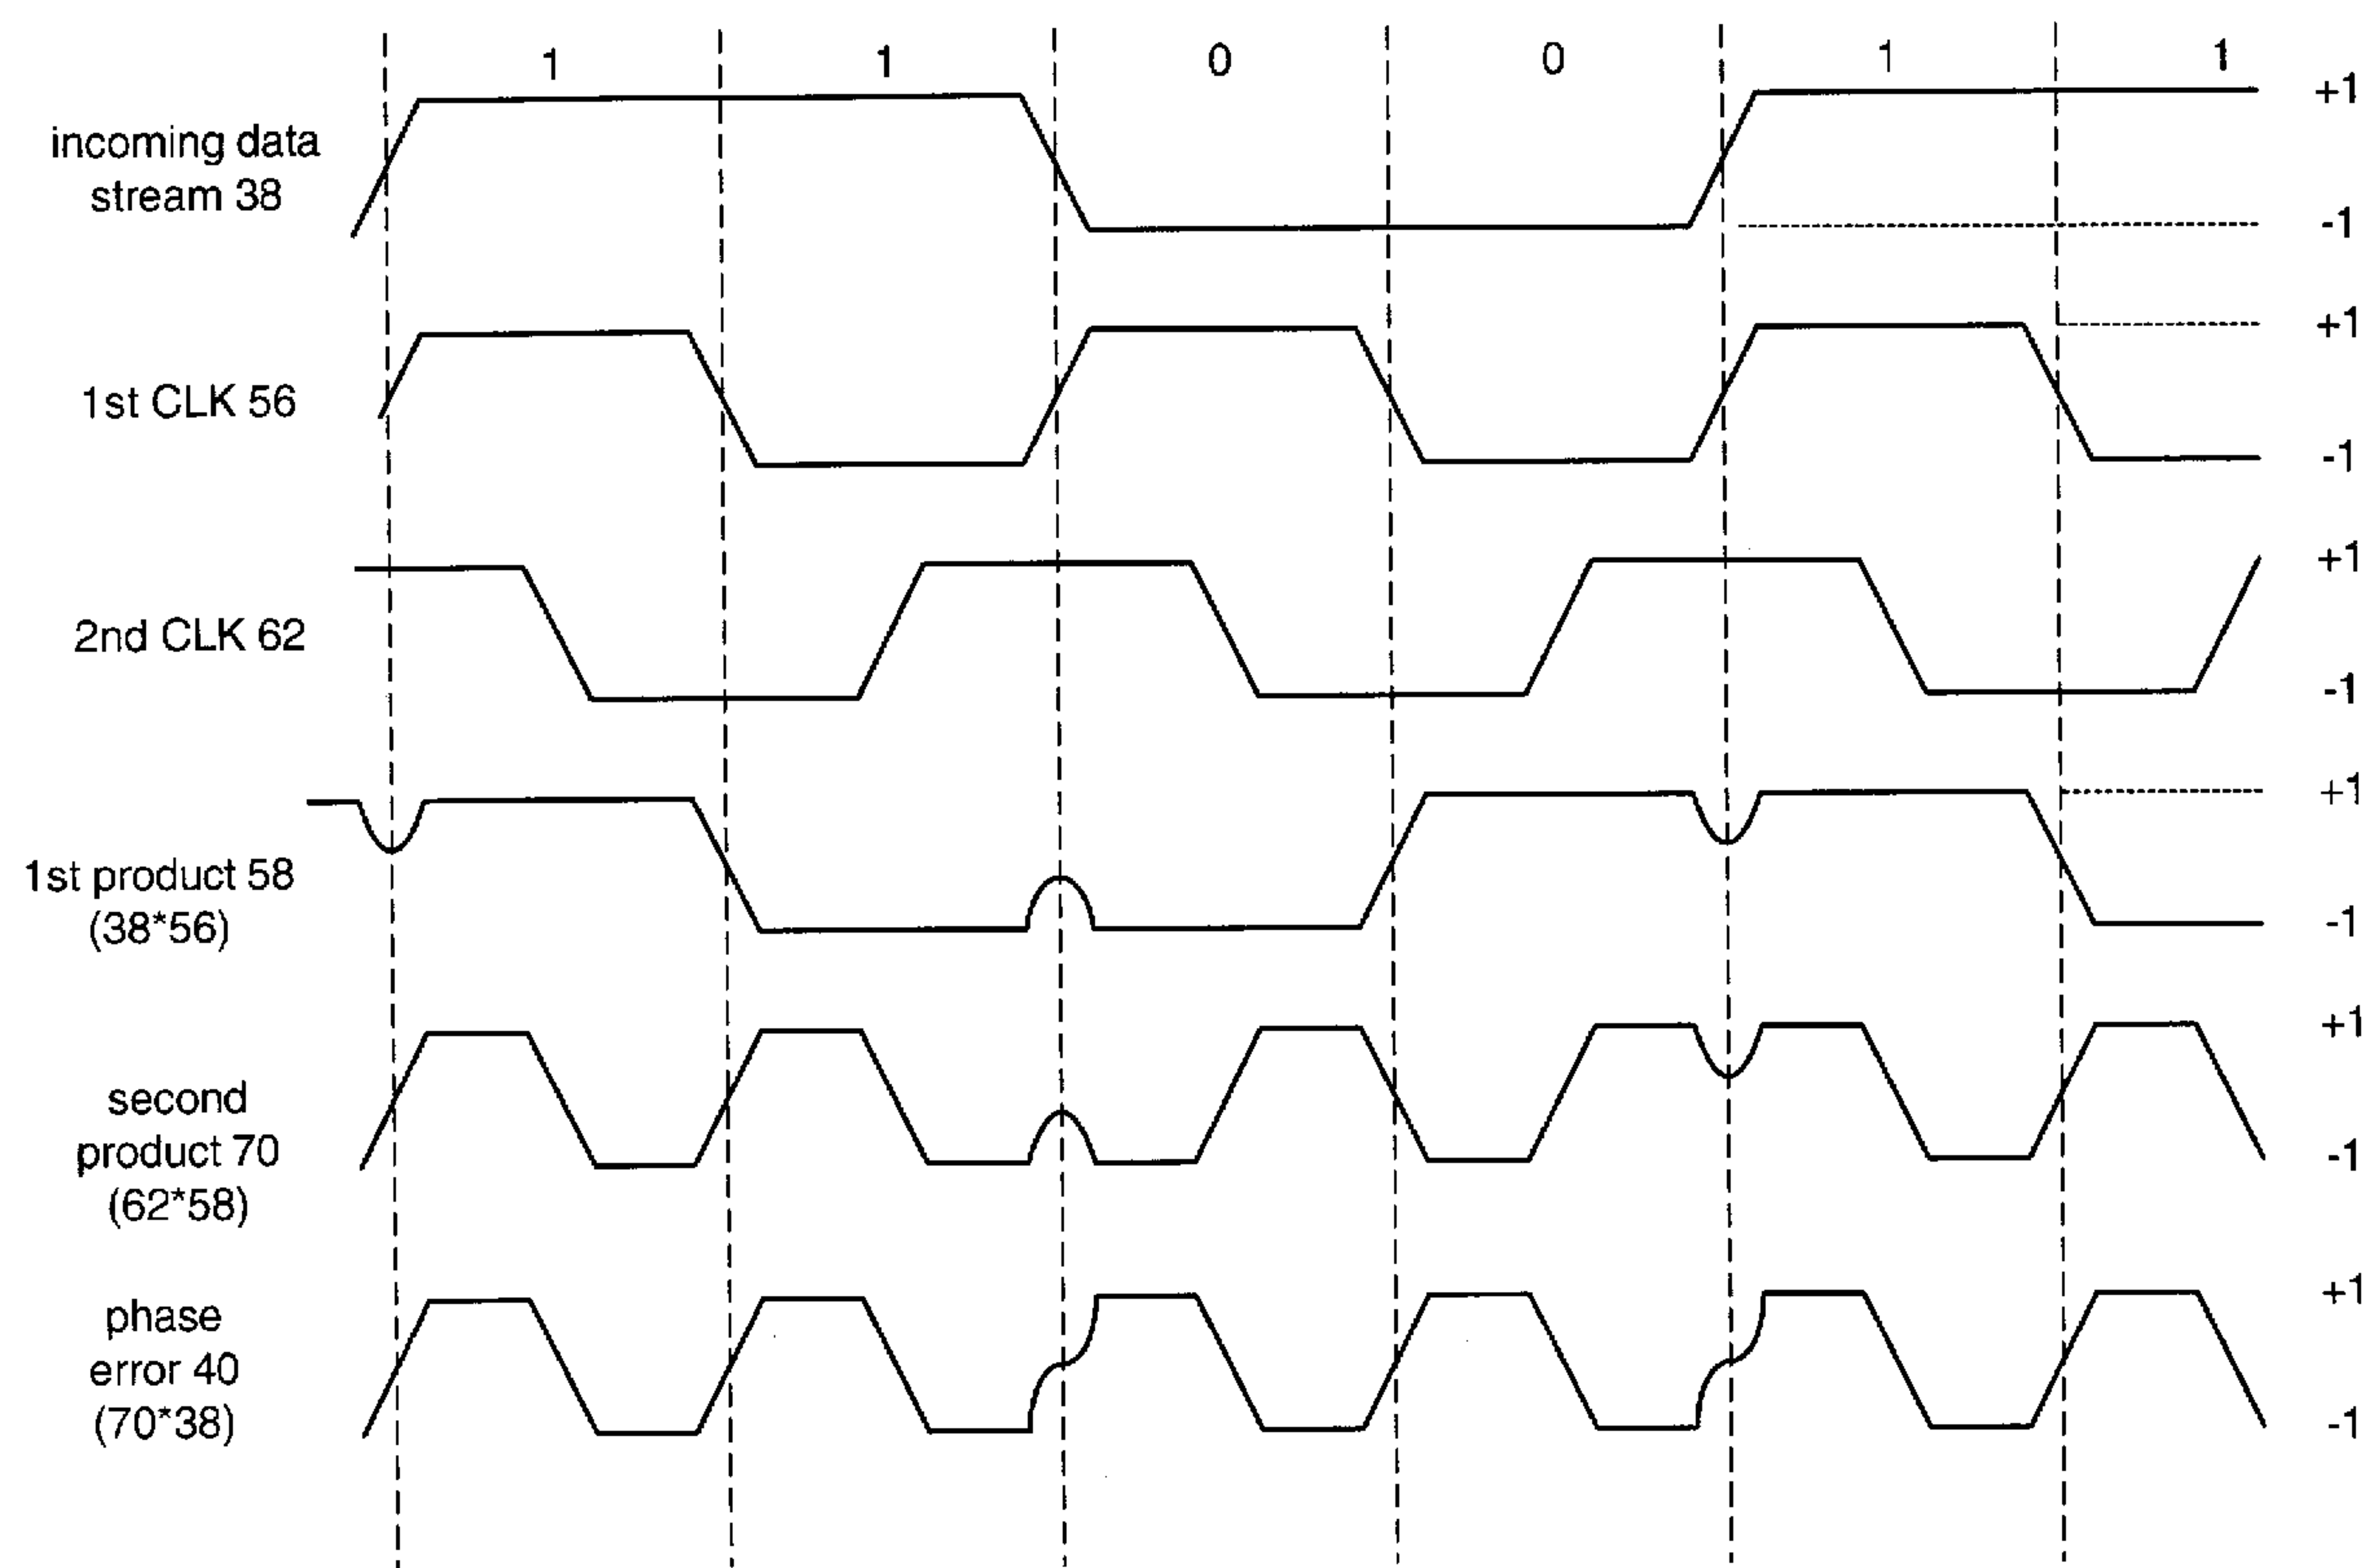 1 1 0 0 1 1
incoming data
stream 38
+1
-1
1st CLK 56
+1
-1
2nd CLK 62
+1
-1
1st product 58
(38*56)
+1
-1
second
product 70
(62*58)
+1
-1
phase
error 40
(70*38)
+1
-1